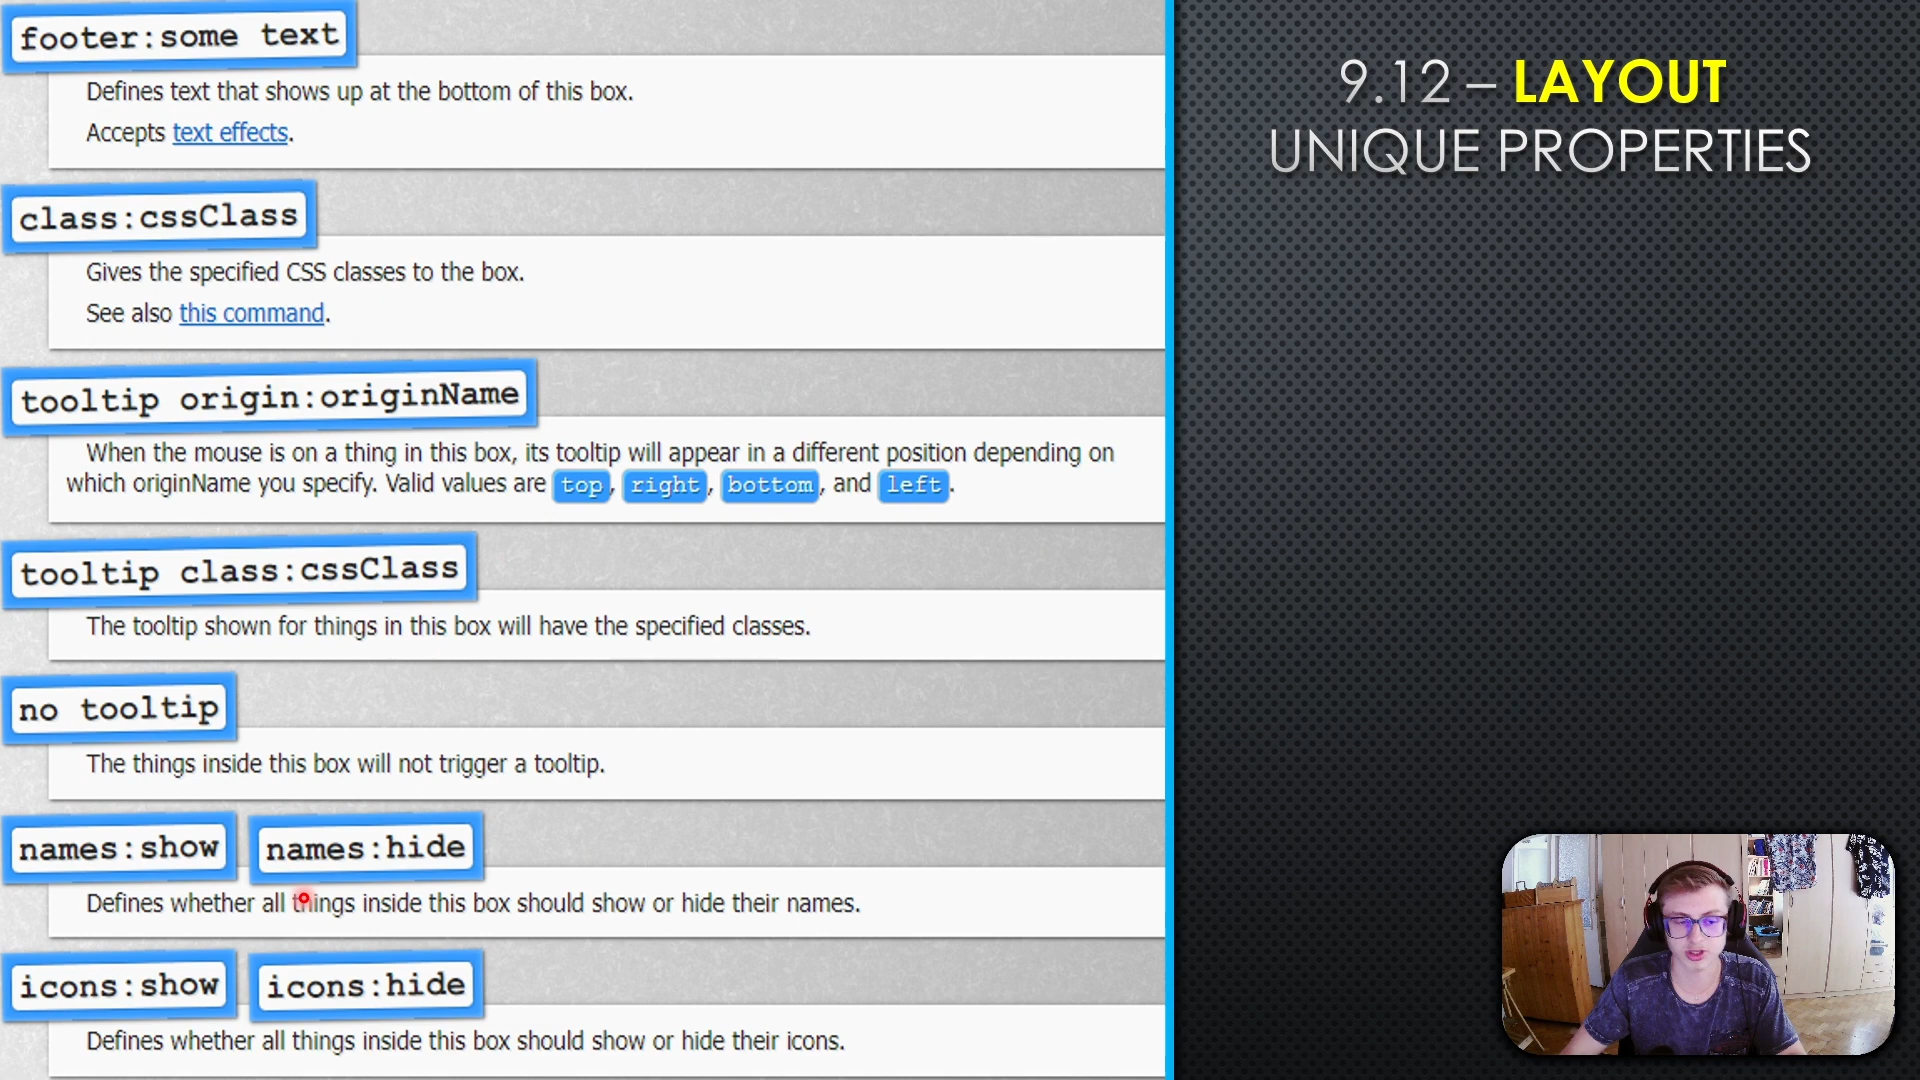 footer:some text
Defines text that shows up at the bottom of this box.
Accepts text effects.
class:cssClass
Gives the specified CSS classes to the box.
See also this command.
tooltip origin:originName
When the mouse is on a thing in this box, its tooltip will appear in a different position depending on
which originName you specify. Valid values are top, right, bottom, and left.
tooltip class:cssClass
The tooltip shown for things in this box will have the specified classes.
no tooltip
The things inside this box will not trigger a tooltip.
names:show names:hide
Defines whether all things inside this box should show or hide their names.
icons:show icons:hide
Defines whether all things inside this box should show or hide their icons.
9.12 – LAYOUT
UNIQUE PROPERTIES